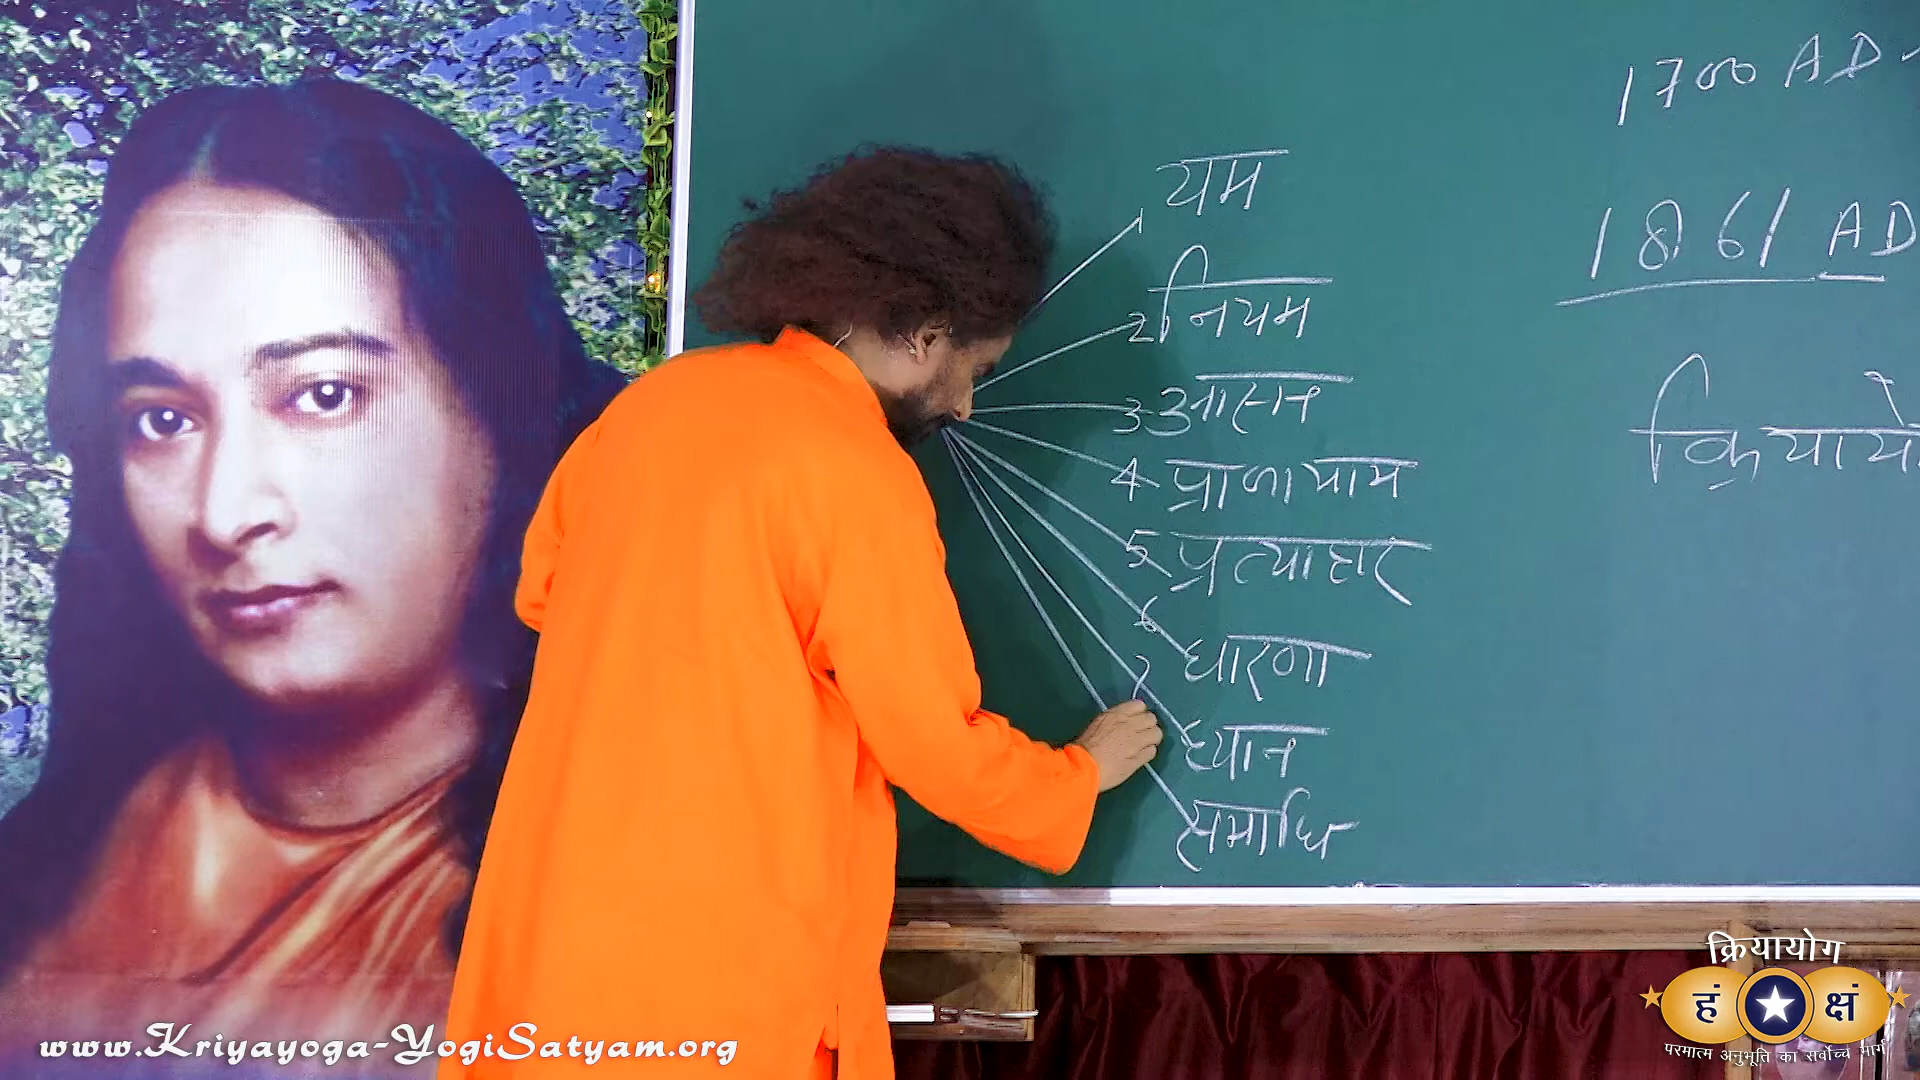 1700 AD
1861 AD
क्रियायो
1 यम
2 नियम
3 आसन
4 प्राणायाम
5 प्रत्याहार
6 धारणा
7 ध्यान
समाधि
www.Kriyayoga-YogiSatyam.org
क्रियायोग
हं क्षं
परमात्म अनुभूति का सर्वोच्च मार्ग